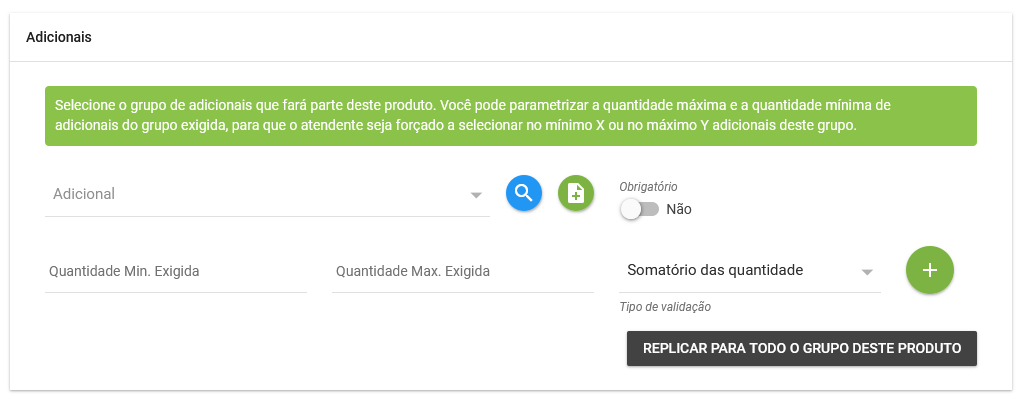 Adicionais
Selecione o grupo de adicionais que fará parte deste produto. Você pode parametrizar a quantidade máxima e a quantidade mínima de
adicionais do grupo exigida, para que o atendente seja forçado a selecionar no mínimo X ou no máximo Y adicionais deste grupo.
Adicional
Obrigatório
Não
Quantidade Min. Exigida
Quantidade Max. Exigida
Somatório das quantidade
Tipo de validação
REPLICAR PARA TODO O GRUPO DESTE PRODUTO